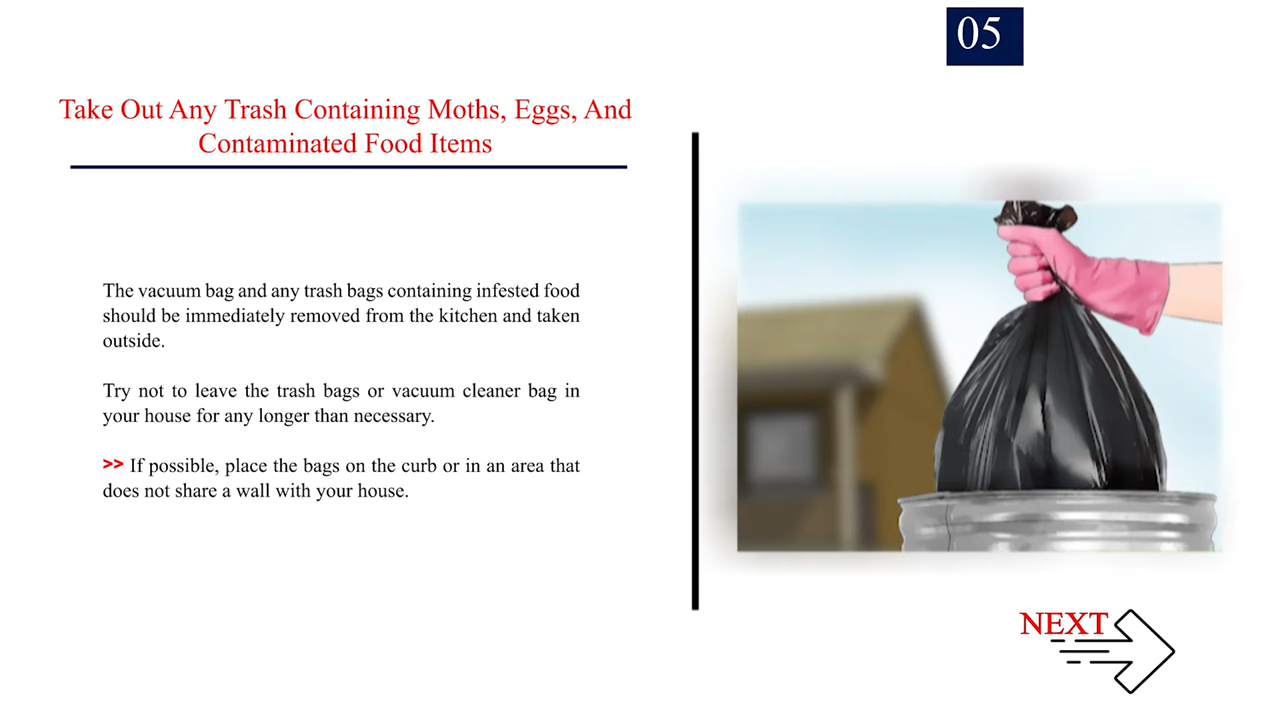 05
Take Out Any Trash Containing Moths, Eggs, And
Contaminated Food Items
The vacuum bag and any trash bags containing infested food
should be immediately removed from the kitchen and taken
outside.
Try not to leave the trash bags or vacuum cleaner bag in
your house for any longer than necessary.
>> If possible, place the bags on the curb or in an area that
does not share a wall with your house.
NEXT